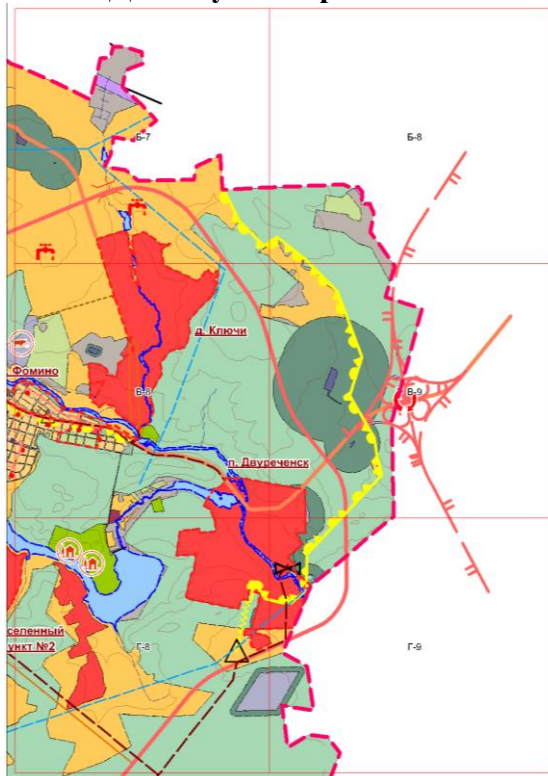 Б-7
Б-8
д. Ключи
Фомино
В-8
В-9
п. Двуреченск
селенный
ункт №2
Г-8
Г-9